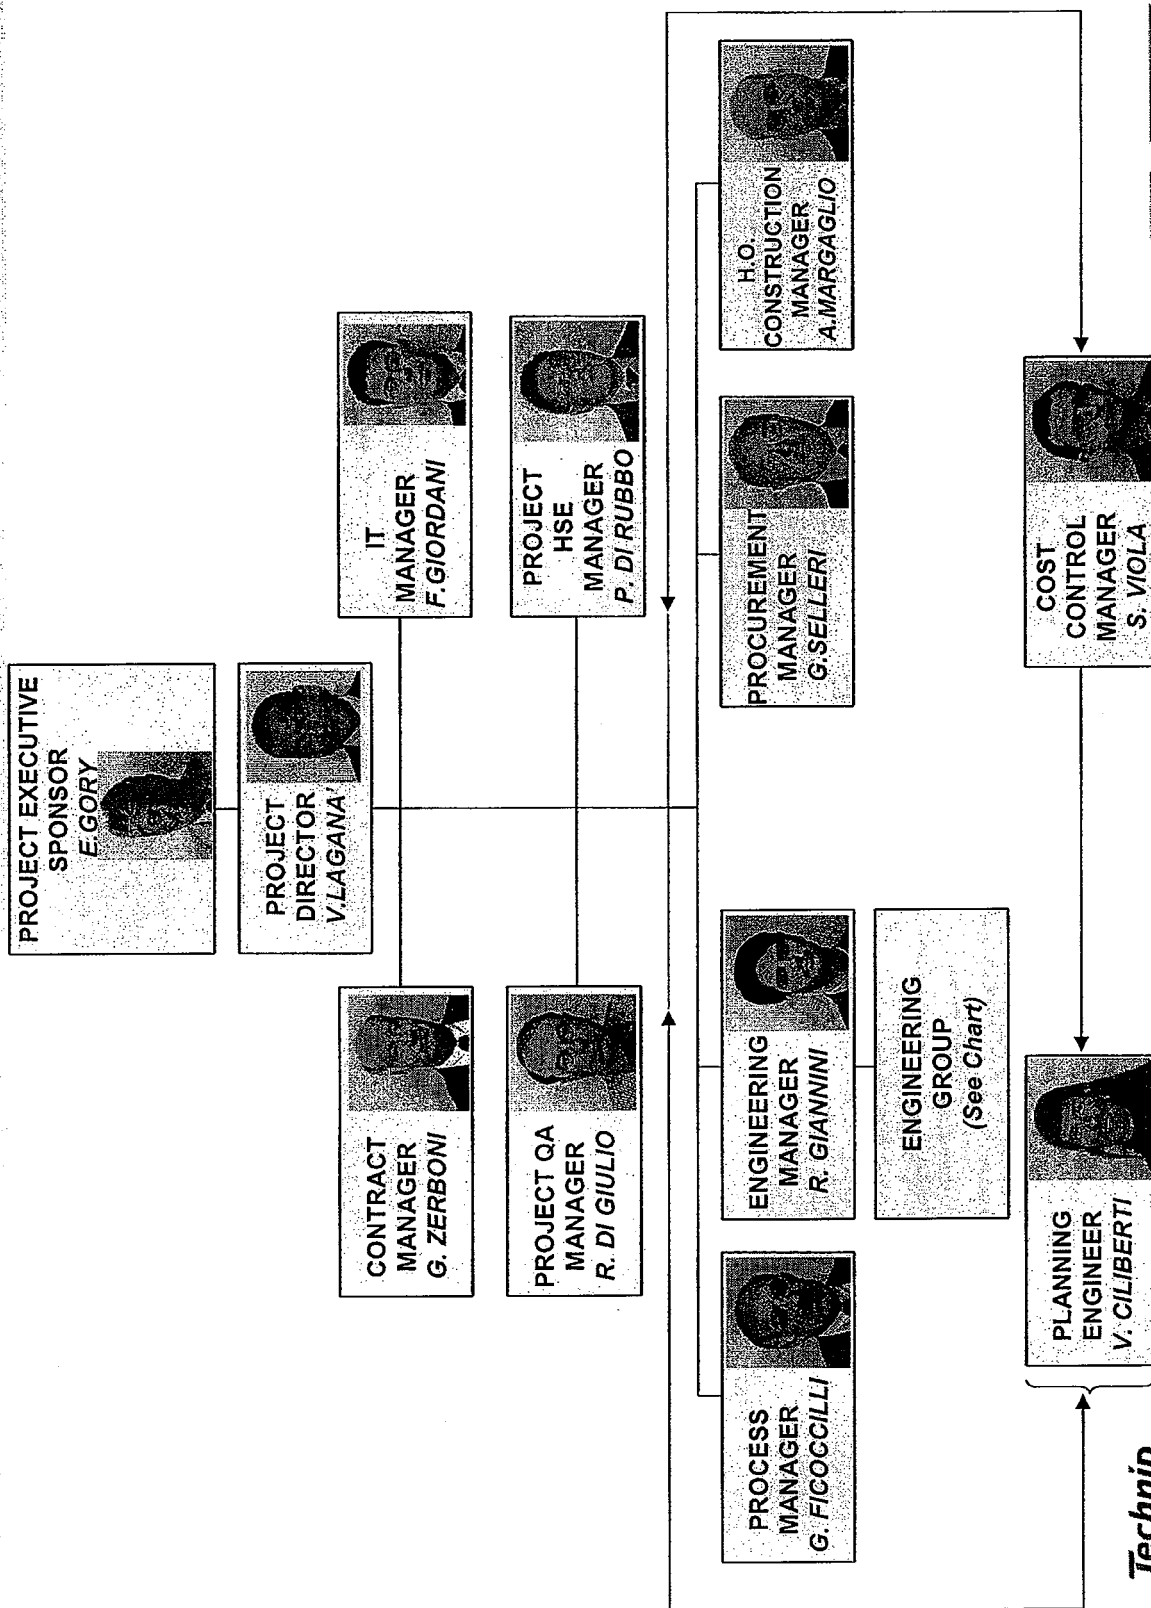 PROJECT EXECUTIVE
SPONSOR
E.GORY
PROJECT
DIRECTOR
V.LAGANA'
CONTRACT
MANAGER
G. ZERBONI
IT
MANAGER
F.GIORDANI
PROJECT QA
MANAGER
R. DI GIULIO
PROJECT
HSE
MANAGER
P. DI RUBBO
PROCESS
MANAGER
G. FICOCCILLI
ENGINEERING
MANAGER
R. GIANNINI
PROCUREMENT
MANAGER
G.SELLERI
H.O.
CONSTRUCTION
MANAGER
A.MARGAGLIO
ENGINEERING
GROUP
(See Chart)
PLANNING
ENGINEER
V. CILIBERTI
COST
CONTROL
MANAGER
S. VIOLA
Technip